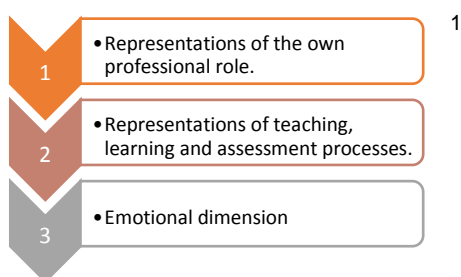 1
•Representations of the own
professional role.
1
•Representations of teaching,
learning and assessment processes.
2
•Emotional dimension
3